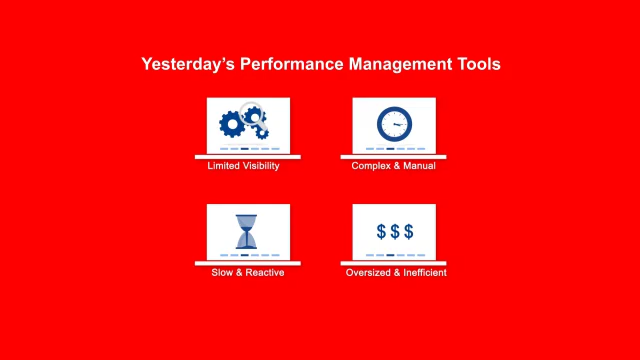 Yesterday’s Performance Management Tools
Limited Visibility
Complex & Manual
$ $ $
Slow & Reactive
Oversized & Inefficient